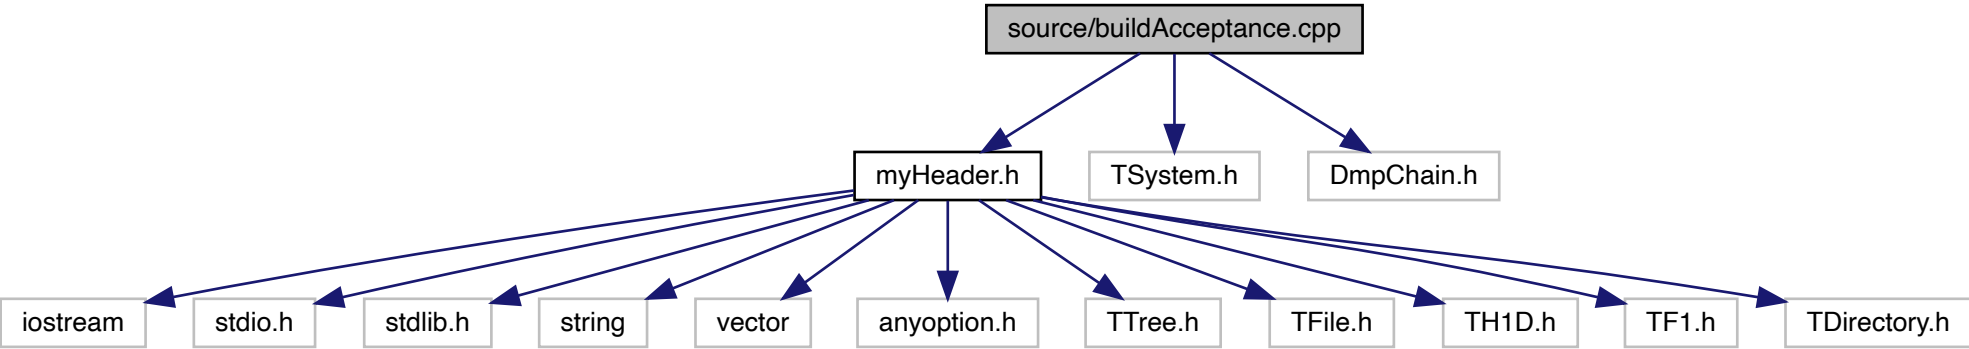 source/buildAcceptance.cpp
myHeader.h
TSystem.h
DmpChain.h
iostream
stdio.h
stdlib.h
string
vector
anyoption.h
TTree.h
TFile.h
TH1D.h
TF1.h
TDirectory.h